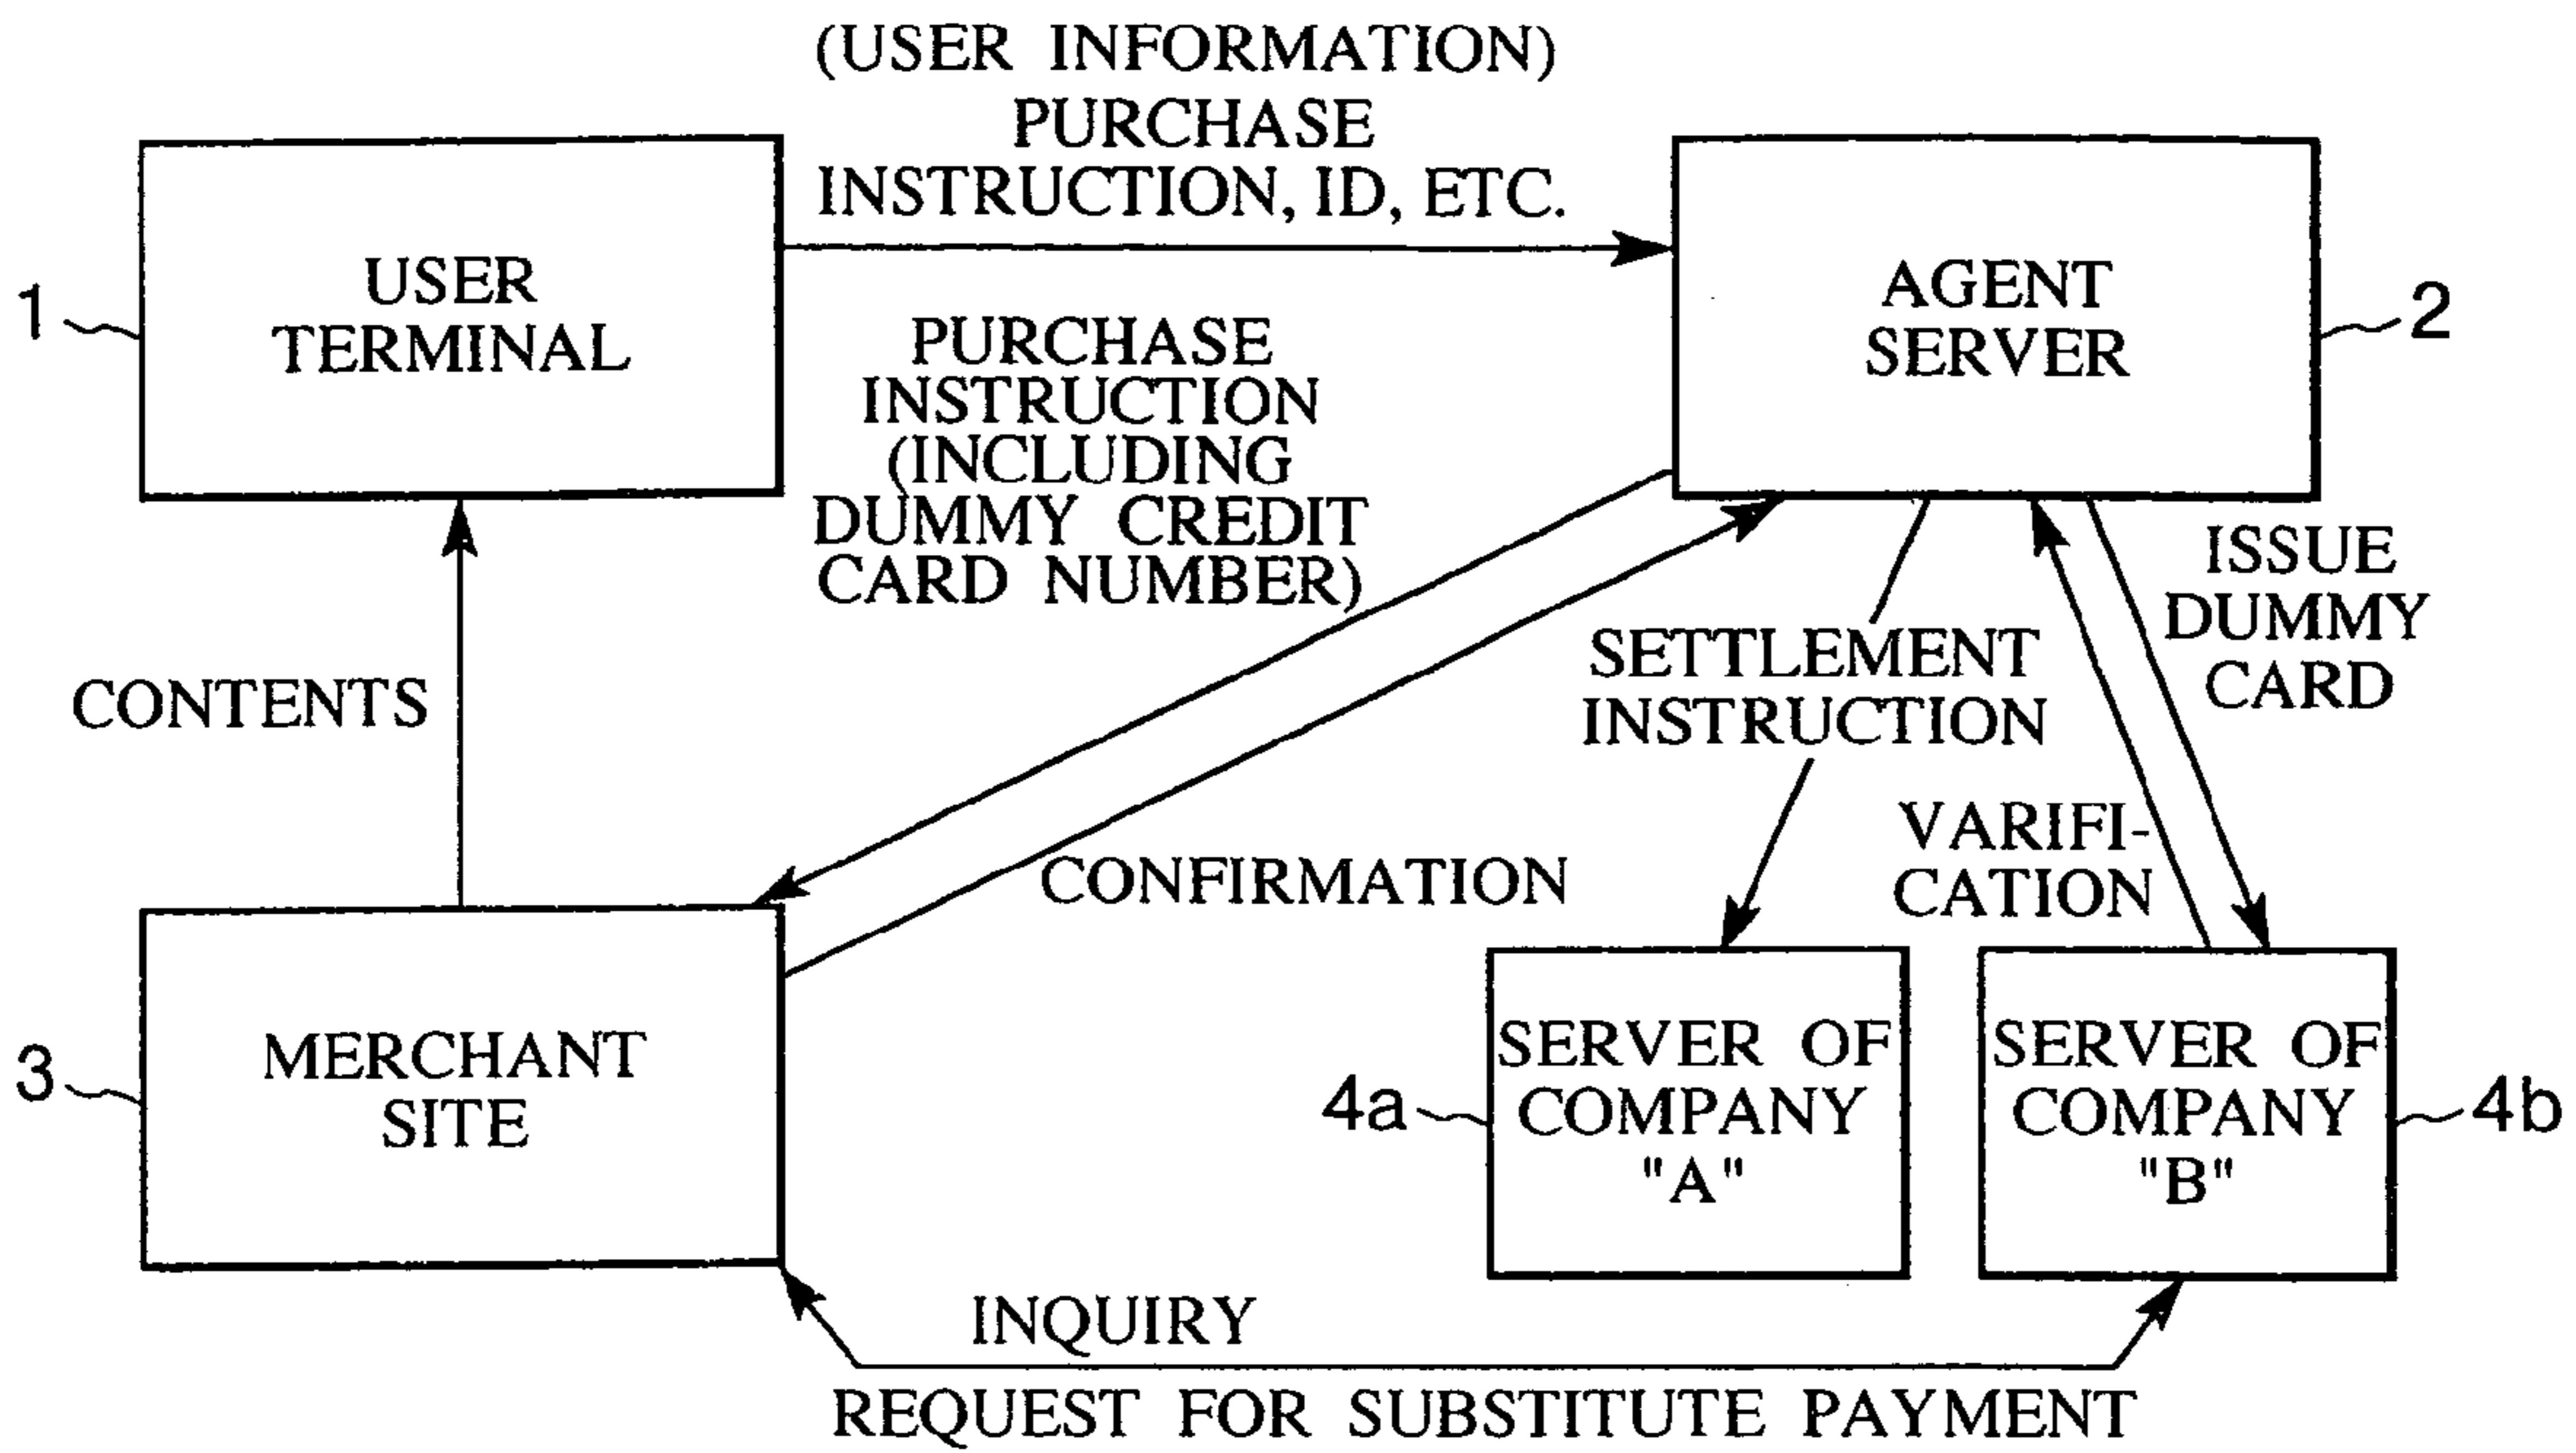 (USER INFORMATION)
PURCHASE
INSTRUCTION, ID, ETC.
USER
TERMINAL
1
AGENT
SERVER
2
PURCHASE
INSTRUCTION
(INCLUDING
DUMMY CREDIT
CARD NUMBER)
ISSUE
DUMMY
CARD
SETTLEMENT
INSTRUCTION
CONTENTS
VARIFI-
CATION
CONFIRMATION
MERCHANT
SITE
3
SERVER OF
COMPANY
"A"
4a
SERVER OF
COMPANY
"B"
4b
INQUIRY
REQUEST FOR SUBSTITUTE PAYMENT